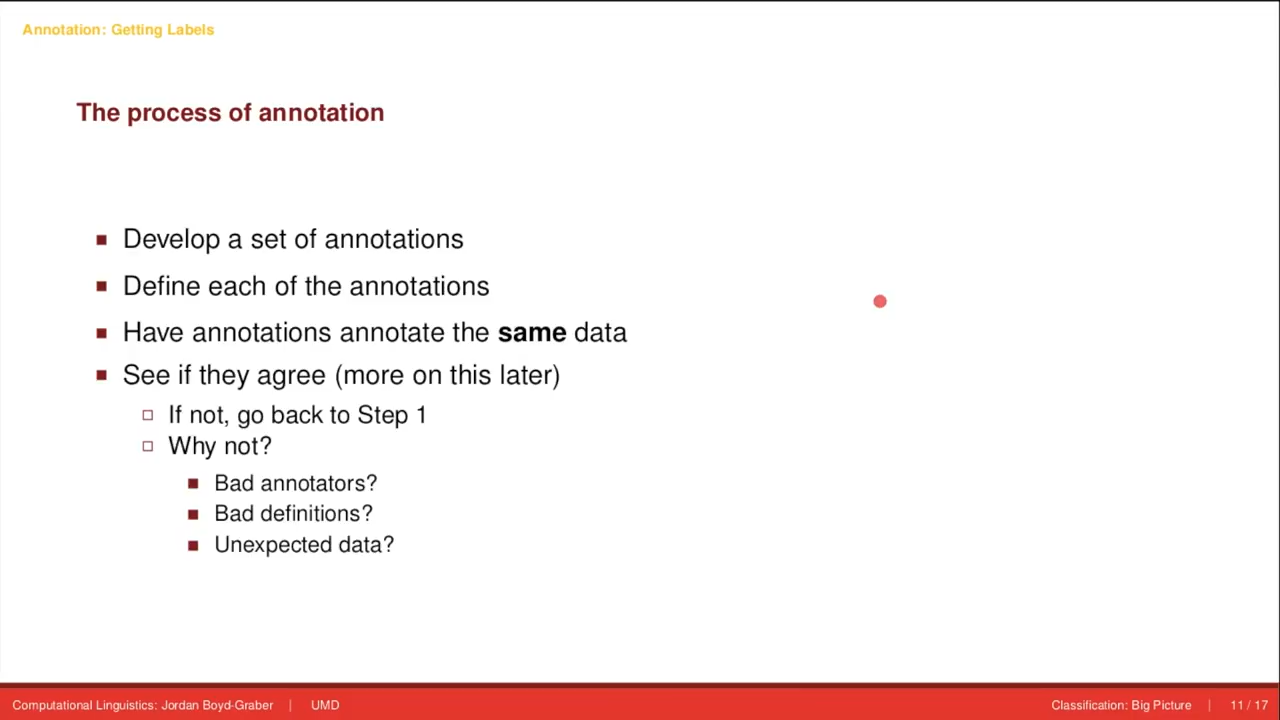 Annotation: Getting Labels
The process of annotation
Develop a set of annotations
Define each of the annotations
Have annotations annotate the same data
See if they agree (more on this later)
If not, go back to Step 1
Why not?
Bad annotators?
Bad definitions?
Unexpected data?
Computational Linguistics: Jordan Boyd-Graber | UMD Classification: Big Picture | 11 / 17